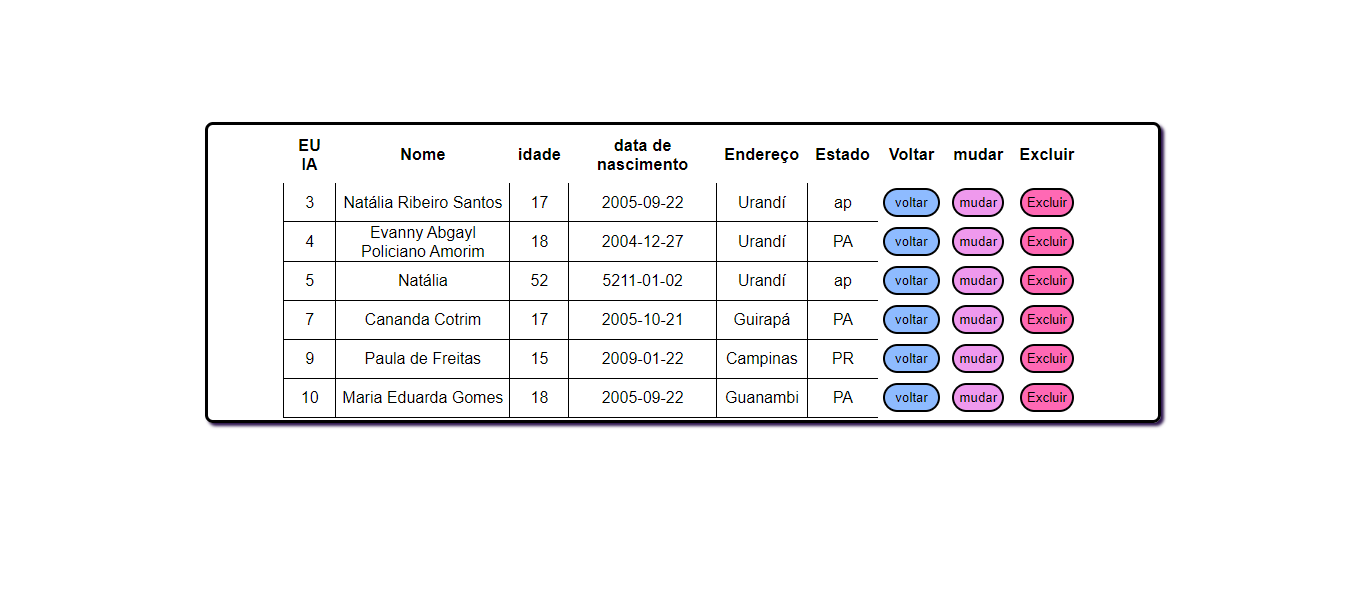 EU IA Nome idade data de nascimento Endereço Estado Voltar mudar Excluir
3 Natália Ribeiro Santos 17 2005-09-22 Urandí ap voltar mudar Excluir
4 Evanny Abgayl Policiano Amorim 18 2004-12-27 Urandí PA voltar mudar Excluir
5 Natália 52 5211-01-02 Urandí ap voltar mudar Excluir
7 Cananda Cotrim 17 2005-10-21 Guirapá PA voltar mudar Excluir
9 Paula de Freitas 15 2009-01-22 Campinas PR voltar mudar Excluir
10 Maria Eduarda Gomes 18 2005-09-22 Guanambi PA voltar mudar Excluir